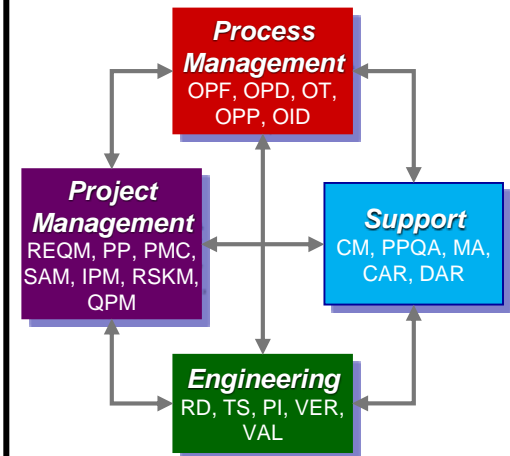 Process
Management
OPF, OPD, OT,
OPP, OID
Project
Management
REQM, PP, PMC,
SAM, IPM, RSKM,
QPM
Support
CM, PPQA, MA,
CAR, DAR
Engineering
RD, TS, PI, VER,
VAL